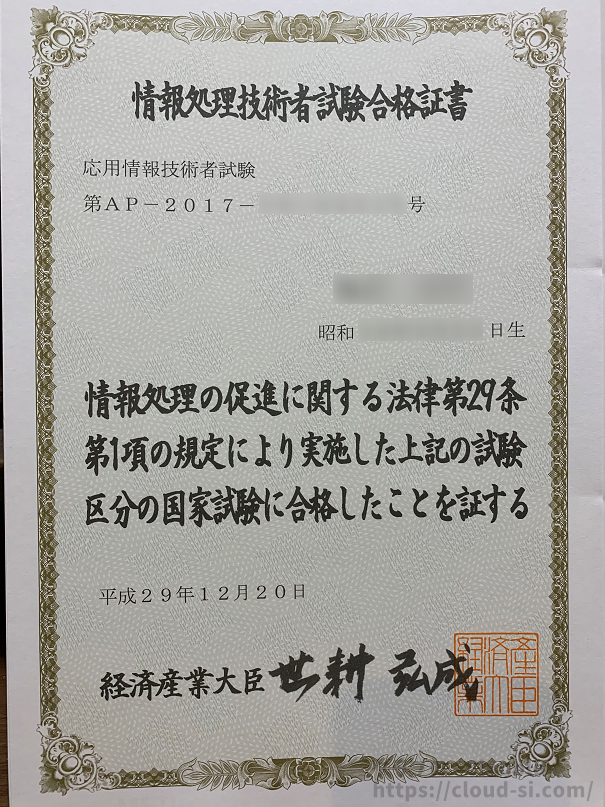 情報処理技術者試験合格証書
応用情報技術者試験
第ＡＰ－２０１７－ 号
昭和 日生
情報処理の促進に関する法律第29条
第1項の規定により実施した上記の試験
区分の国家試験に合格したことを証する
平成２９年１２月２０日
経済産業大臣 世耕弘成
https://cloud-si.com/